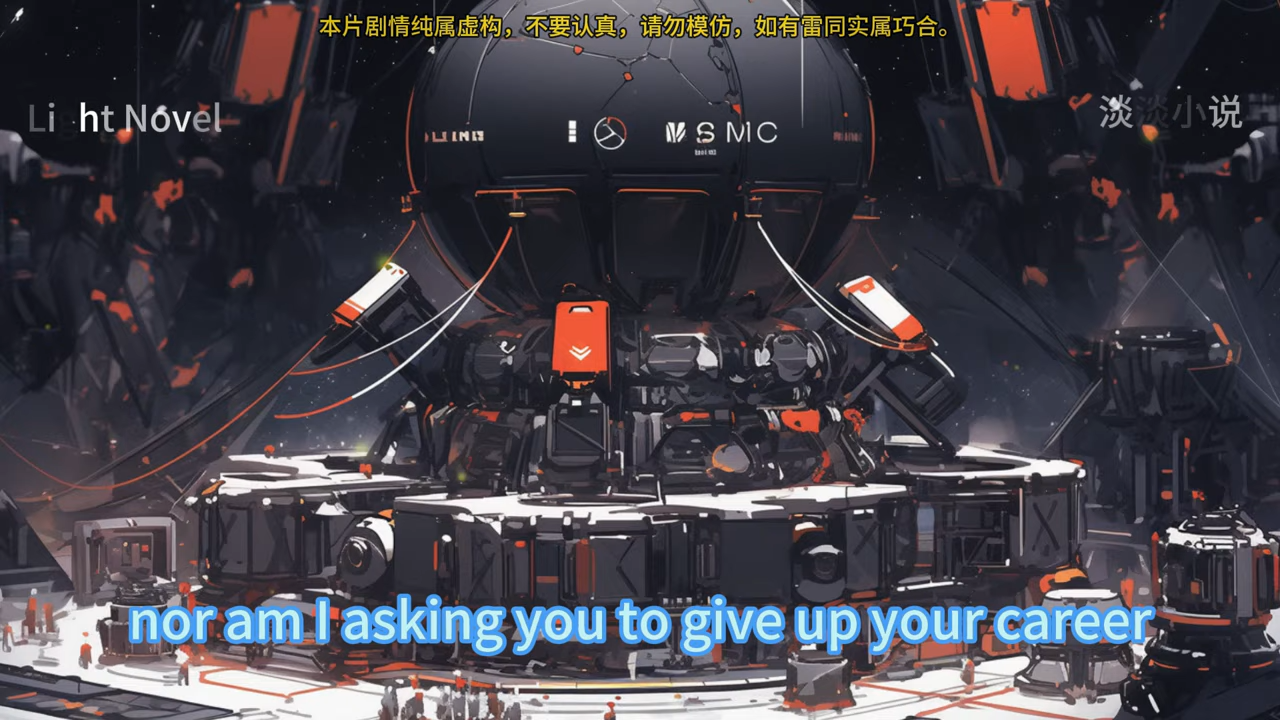 本片剧情纯属虚构，不要认真，请勿模仿，如有雷同实属巧合。
Light Novel
淡淡小说
SMC
nor am I asking you to give up your career